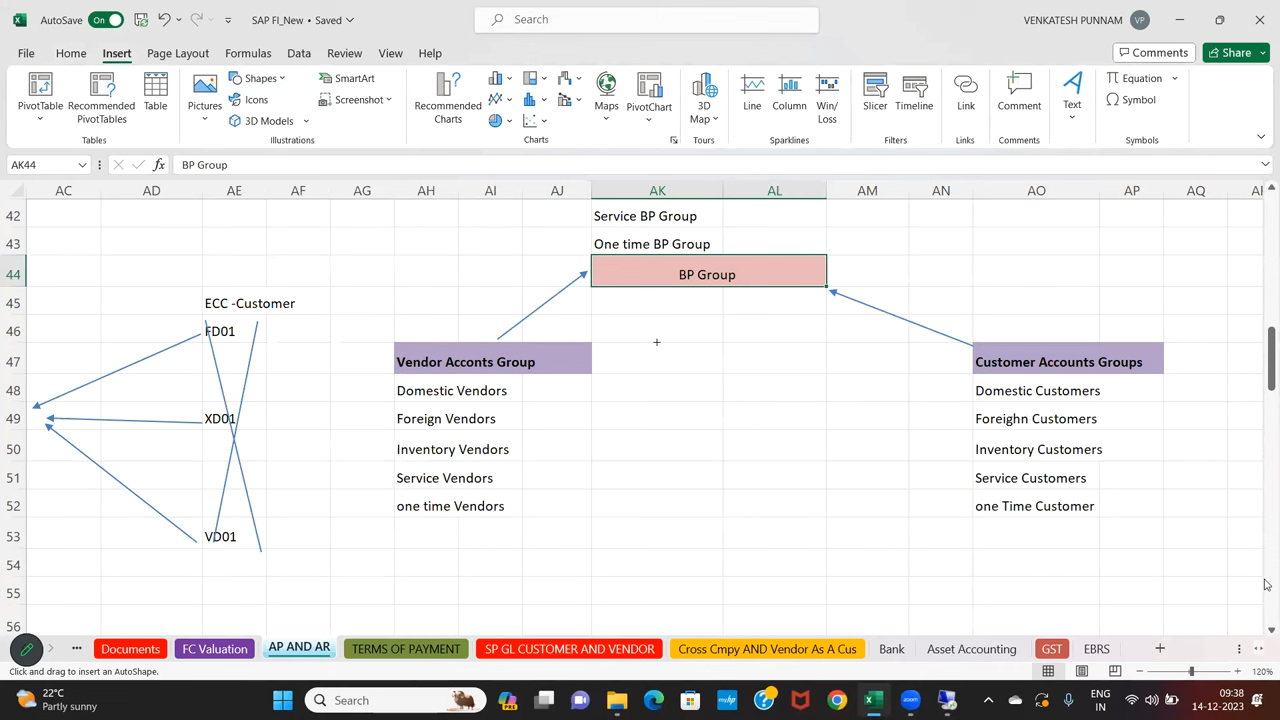 AutoSave On SAP FI_New • Saved Search VENKATESH PUNNAM VP
File Home Insert Page Layout Formulas Data Review View Help Comments Share
PivotTable Recommended PivotTables Table Pictures Shapes Icons 3D Models SmartArt Screenshot Recommended Charts Maps PivotChart 3D Map Line Column Win/Loss Slicer Timeline Link Comment Text Equation Symbol
Tables Illustrations Charts Tours Sparklines Filters Links Comments Symbols
AK44 fx BP Group
AC AD AE AF AG AH AI AJ AK AL AM AN AO AP AQ
42 Service BP Group
43 One time BP Group
44 BP Group
45 ECC -Customer
46 FD01
47 Vendor Acconts Group Customer Accounts Groups
48 Domestic Vendors Domestic Customers
49 XD01 Foreign Vendors Foreighn Customers
50 Inventory Vendors Inventory Customers
51 Service Vendors Service Customers
52 one time Vendors one Time Customer
53 VD01
54
55
56
Documents FC Valuation AP AND AR TERMS OF PAYMENT SP GL CUSTOMER AND VENDOR Cross Cmpy AND Vendor As A Cus Bank Asset Accounting GST EBRS
Click and drag to insert an AutoShape. 120%
22°C Search ENG 09:38
Partly sunny IN 14-12-2023